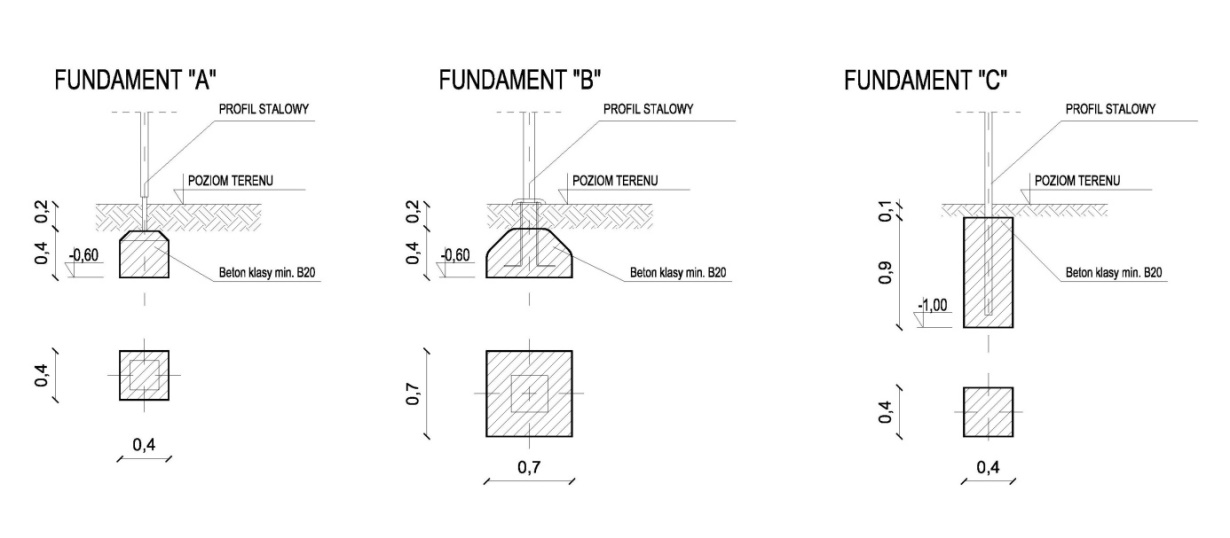 FUNDAMENT "A"
PROFIL STALOWY
POZIOM TERENU
0,2
0,4
-0,60
Beton klasy min. B20
0,4
0,4
FUNDAMENT "B"
PROFIL STALOWY
POZIOM TERENU
0,2
0,4
-0,60
Beton klasy min. B20
0,7
0,7
FUNDAMENT "C"
PROFIL STALOWY
POZIOM TERENU
0,1
0,9
-1,00
Beton klasy min. B20
0,4
0,4